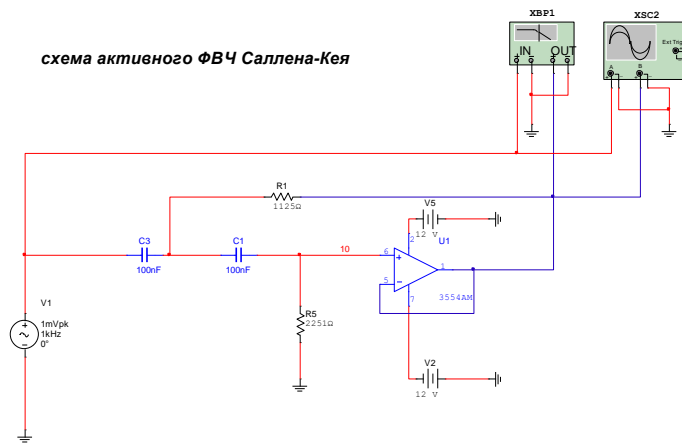 XBP1
XSC2
схема активного ФВЧ Саллена-Кея
IN
OUT
Ext Trig
A
B
R1
1125Ω
V5
12 V
C3
100nF
C1
100nF
10
6
2
U1
1
5
7
3554AM
V1
1mVpk
1kHz
0°
R5
2251Ω
V2
12 V